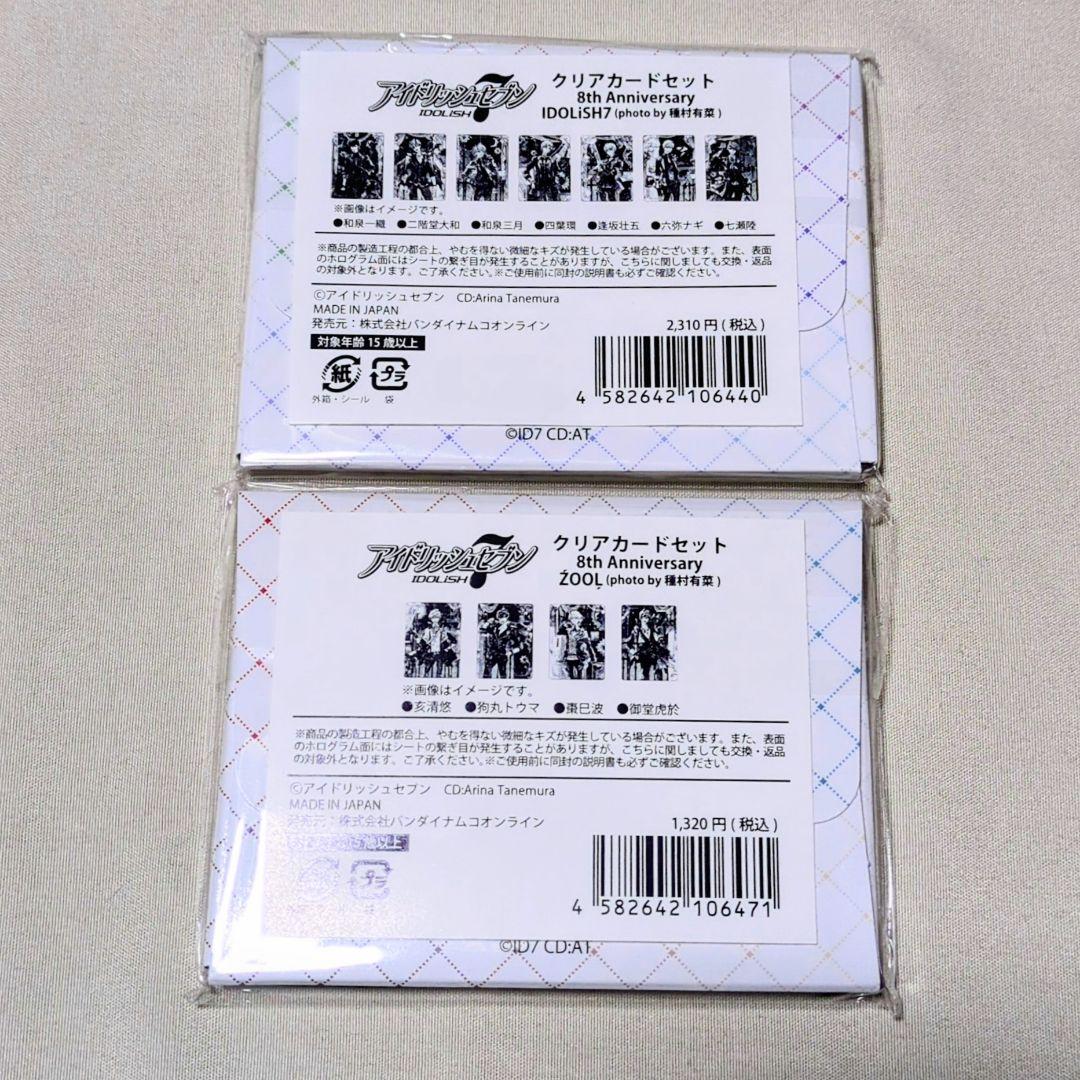 アイドリッシュセブン
7
IDOLiSH
クリアカードセット
8th Anniversary
IDOLiSH7 (photo by 種村有菜)
※画像はイメージです。
●和泉一織 ●二階堂大和 ●和泉三月 ●四葉環 ●逢坂壮五 ●六弥ナギ ●七瀬陸
※商品の製造工程の都合上、やむを得ない微細なキズが発生している場合がございます。また、表面
のホログラム面にはシートの繋ぎ目が発生することがありますが、こちらに関しましても交換・返品
の対象外となります。ご了承ください。※ご使用前に同封の説明書も必ずご確認ください。
©アイドリッシュセブン CD:Arina Tanemura
MADE IN JAPAN
発売元：株式会社バンダイナムコオンライン
2,310円(税込)
対象年齢15歳以上
紙
プラ
外箱・シール 袋
4 582642 106440
©ID7 CD:AT
アイドリッシュセブン
7
IDOLiSH
クリアカードセット
8th Anniversary
ŹOOĻ (photo by 種村有菜)
※画像はイメージです。
●亥清悠 ●狗丸トウマ ●棗巳波 ●御堂虎於
※商品の製造工程の都合上、やむを得ない微細なキズが発生している場合がございます。また、表面
のホログラム面にはシートの繋ぎ目が発生することがありますが、こちらに関しましても交換・返品
の対象外となります。ご了承ください。※ご使用前に同封の説明書も必ずご確認ください。
©アイドリッシュセブン CD:Arina Tanemura
MADE IN JAPAN
発売元：株式会社バンダイナムコオンライン
1,320円(税込)
歳以上
プラ
外箱・シール 袋
4 582642 106471
©ID7 CD:AT